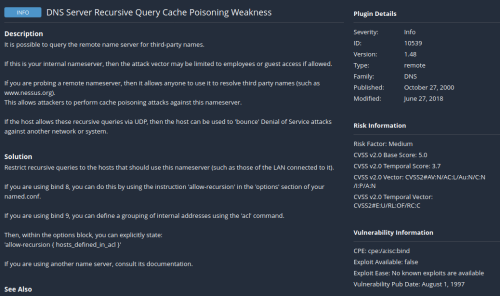 INFO
DNS Server Recursive Query Cache Poisoning Weakness
Description
It is possible to query the remote name server for third-party names.
If this is your internal nameserver, then the attack vector may be limited to employees or guest access if allowed.
If you are probing a remote nameserver, then it allows anyone to use it to resolve third party names (such as
www.nessus.org).
This allows attackers to perform cache poisoning attacks against this nameserver.
If the host allows these recursive queries via UDP, then the host can be used to 'bounce' Denial of Service attacks
against another network or system.
Solution
Restrict recursive queries to the hosts that should use this nameserver (such as those of the LAN connected to it).
If you are using bind 8, you can do this by using the instruction 'allow-recursion' in the 'options' section of your
named.conf.
If you are using bind 9, you can define a grouping of internal addresses using the 'acl' command.
Then, within the options block, you can explicitly state:
'allow-recursion { hosts_defined_in_acl }'
If you are using another name server, consult its documentation.
See Also
Plugin Details
Severity: Info
ID: 10539
Version: 1.48
Type: remote
Family: DNS
Published: October 27, 2000
Modified: June 27, 2018
Risk Information
Risk Factor: Medium
CVSS v2.0 Base Score: 5.0
CVSS v2.0 Temporal Score: 3.7
CVSS v2.0 Vector: CVSS2#AV:N/AC:L/Au:N/C:N
/I:P/A:N
CVSS v2.0 Temporal Vector:
CVSS2#E:U/RL:OF/RC:C
Vulnerability Information
CPE: cpe:/a:isc:bind
Exploit Available: false
Exploit Ease: No known exploits are available
Vulnerability Pub Date: August 1, 1997